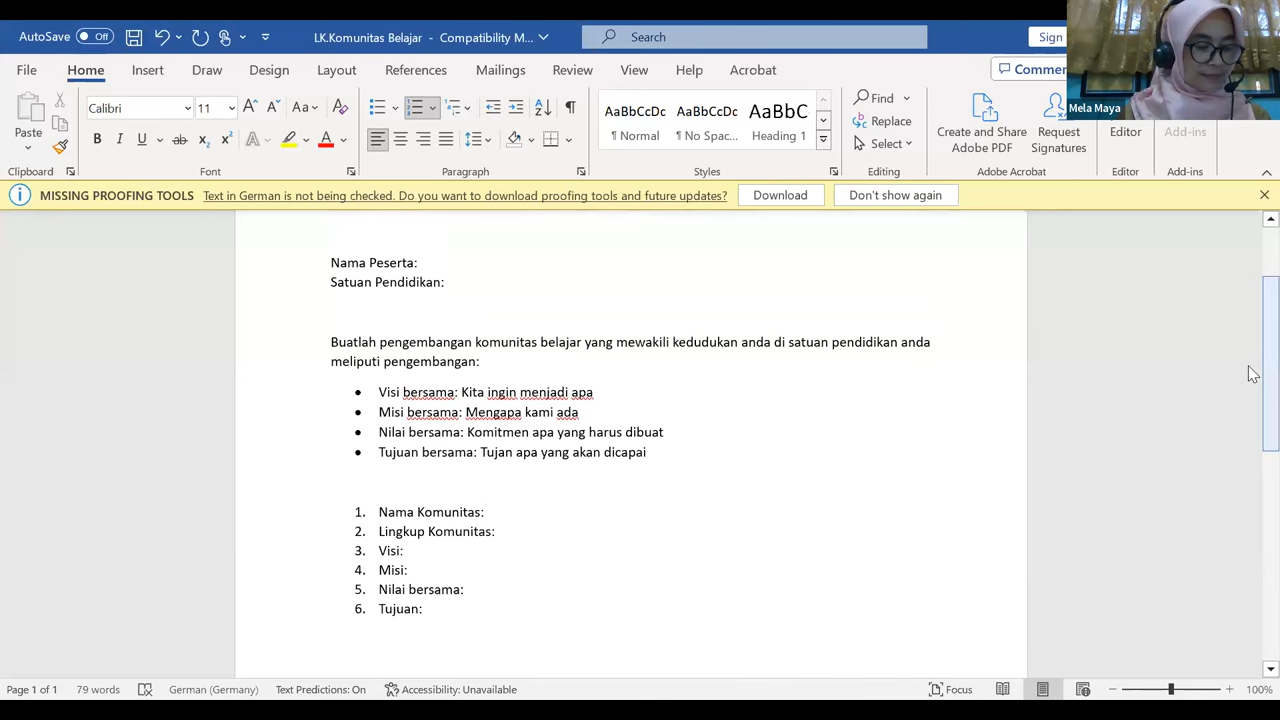 AutoSave Off LK.Komunitas Belajar - Compatibility M... Search Sign
File Home Insert Draw Design Layout References Mailings Review View Help Acrobat Commen
Mela Maya
Paste Calibri 11 Aa AaBbCcDc AaBbCcDc AaBbC Find
Normal No Spac... Heading 1 Replace
Select
Create and Share Adobe PDF Request Signatures Editor Add-ins
Clipboard Font Paragraph Styles Editing Adobe Acrobat Editor Add-ins
MISSING PROOFING TOOLS Text in German is not being checked. Do you want to download proofing tools and future updates? Download Don't show again
Nama Peserta:
Satuan Pendidikan:
Buatlah pengembangan komunitas belajar yang mewakili kedudukan anda di satuan pendidikan anda
meliputi pengembangan:
• Visi bersama: Kita ingin menjadi apa
• Misi bersama: Mengapa kami ada
• Nilai bersama: Komitmen apa yang harus dibuat
• Tujuan bersama: Tujan apa yang akan dicapai
1. Nama Komunitas:
2. Lingkup Komunitas:
3. Visi:
4. Misi:
5. Nilai bersama:
6. Tujuan:
Page 1 of 1 79 words German (Germany) Text Predictions: On Accessibility: Unavailable Focus 100%